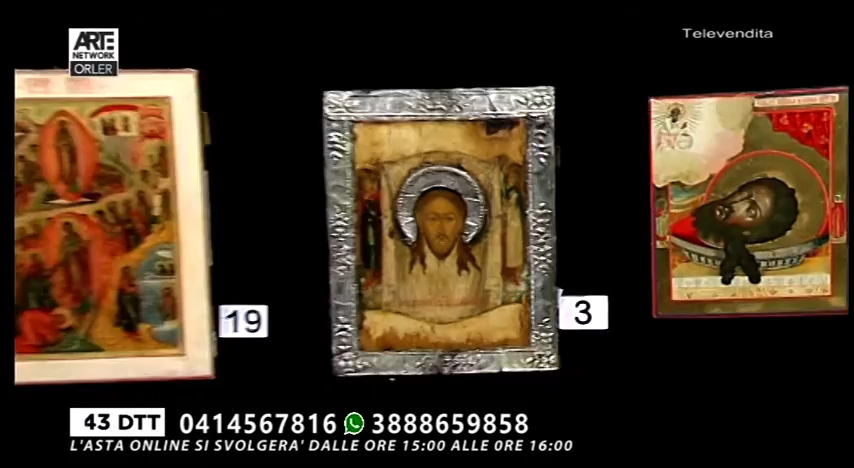 ARTE
NETWORK
ORLER
Televendita
19
3
43 DTT
0414567816
3888659858
L'ASTA ONLINE SI SVOLGERA' DALLE ORE 15:00 ALLE ORE 16:00